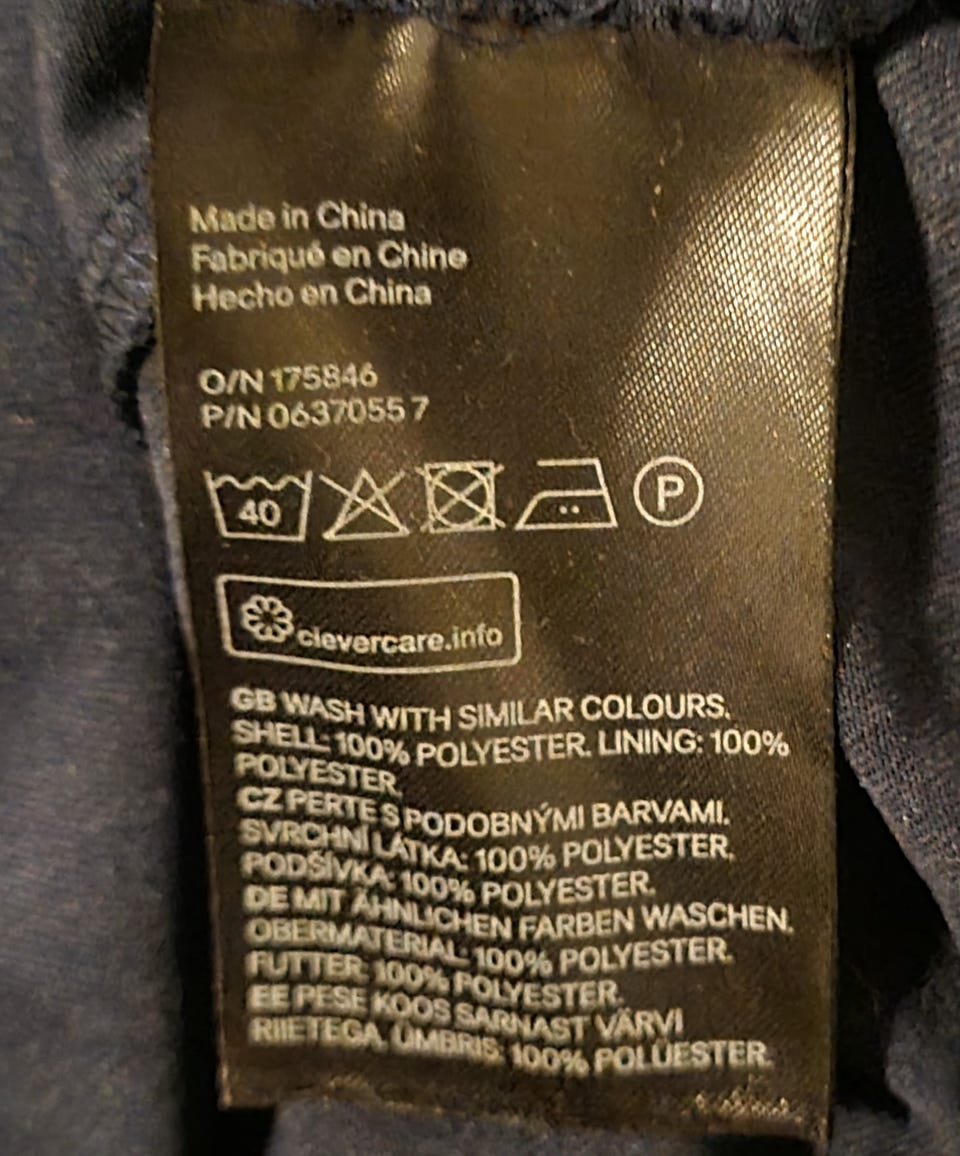 Made in China
Fabriqué en Chine
Hecho en China
O/N 175846
P/N 0637055 7
40
P
clevercare.info
GB WASH WITH SIMILAR COLOURS.
SHELL: 100% POLYESTER. LINING: 100%
POLYESTER.
CZ PERTE S PODOBNÝMI BARVAMI.
SVRCHNÍ LÁTKA: 100% POLYESTER.
PODŠÍVKA: 100% POLYESTER.
DE MIT ÄHNLICHEN FARBEN WASCHEN.
OBERMATERIAL: 100% POLYESTER.
FUTTER: 100% POLYESTER.
EE PESE KOOS SARNAST VÄRVI
RIIETEGA. ÜMBRIS: 100% POLÜESTER.